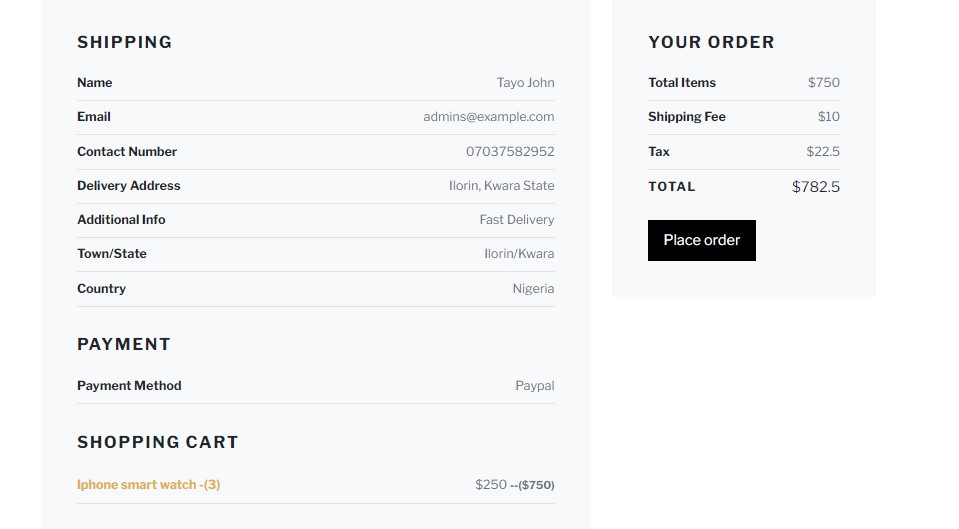 SHIPPING
Name Tayo John
Email admins@example.com
Contact Number 07037582952
Delivery Address Ilorin, Kwara State
Additional Info Fast Delivery
Town/State Ilorin/Kwara
Country Nigeria
PAYMENT
Payment Method Paypal
SHOPPING CART
Iphone smart watch -(3) $250 --($750)
YOUR ORDER
Total Items $750
Shipping Fee $10
Tax $22.5
TOTAL $782.5
Place order